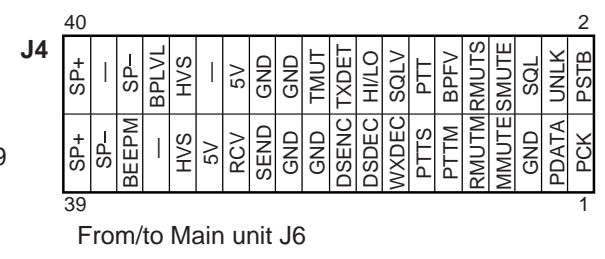 40 2
J4
SP+ — SP– BPLVL HVS — 5V GND GND TMUT TXDET HI/LO SQLV PTT BPFV RMUTS SMUTE SQL UNLK PSTB
SP+ SP– BEEPM — HVS 5V RCV SEND GND GND DSENC DSDEC WXDEC PTTS PTTM RMUTM MMUTE GND PDATA PCK
9
39 1
From/to Main unit J6